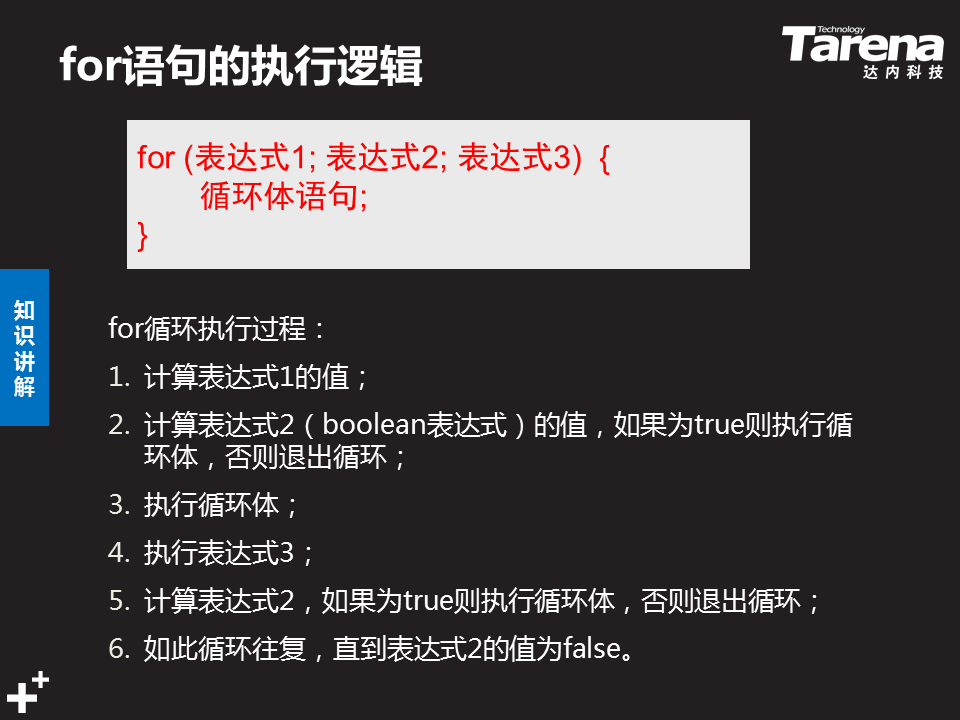 for语句的执行逻辑
Technology
Tarena
达内科技
for (表达式1; 表达式2; 表达式3) {
循环体语句;
}
知识讲解
for循环执行过程：
1. 计算表达式1的值；
2. 计算表达式2（boolean表达式）的值，如果为true则执行循
环体，否则退出循环；
3. 执行循环体；
4. 执行表达式3；
5. 计算表达式2，如果为true则执行循环体，否则退出循环；
6. 如此循环往复，直到表达式2的值为false。